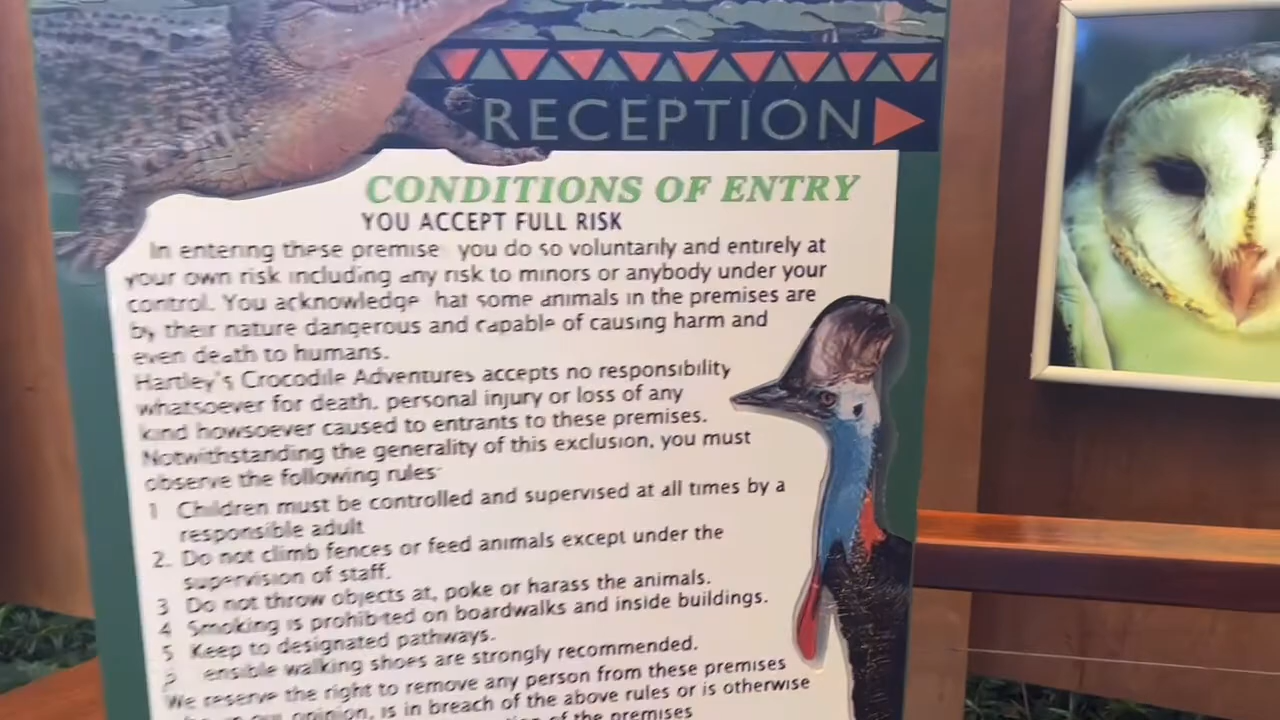 RECEPTION
CONDITIONS OF ENTRY
YOU ACCEPT FULL RISK
In entering these premise you do so voluntarily and entirely at
your own risk including any risk to minors or anybody under your
control. You acknowledge hat some animals in the premises are
by their nature dangerous and capable of causing harm and
even death to humans.
Hartley's Crocodile Adventures accepts no responsibility
whatsoever for death, personal injury or loss of any
kind howsoever caused to entrants to these premises.
Notwithstanding the generality of this exclusion, you must
observe the following rules:
1 Children must be controlled and supervised at all times by a
responsible adult
2. Do not climb fences or feed animals except under the
supervision of staff.
3 Do not throw objects at, poke or harass the animals.
4 Smoking is prohibited on boardwalks and inside buildings.
5 Keep to designated pathways.
ensible walking shoes are strongly recommended.
We reserve the right to remove any person from these premises
our opinion, is in breach of the above rules or is otherwise
of the premises